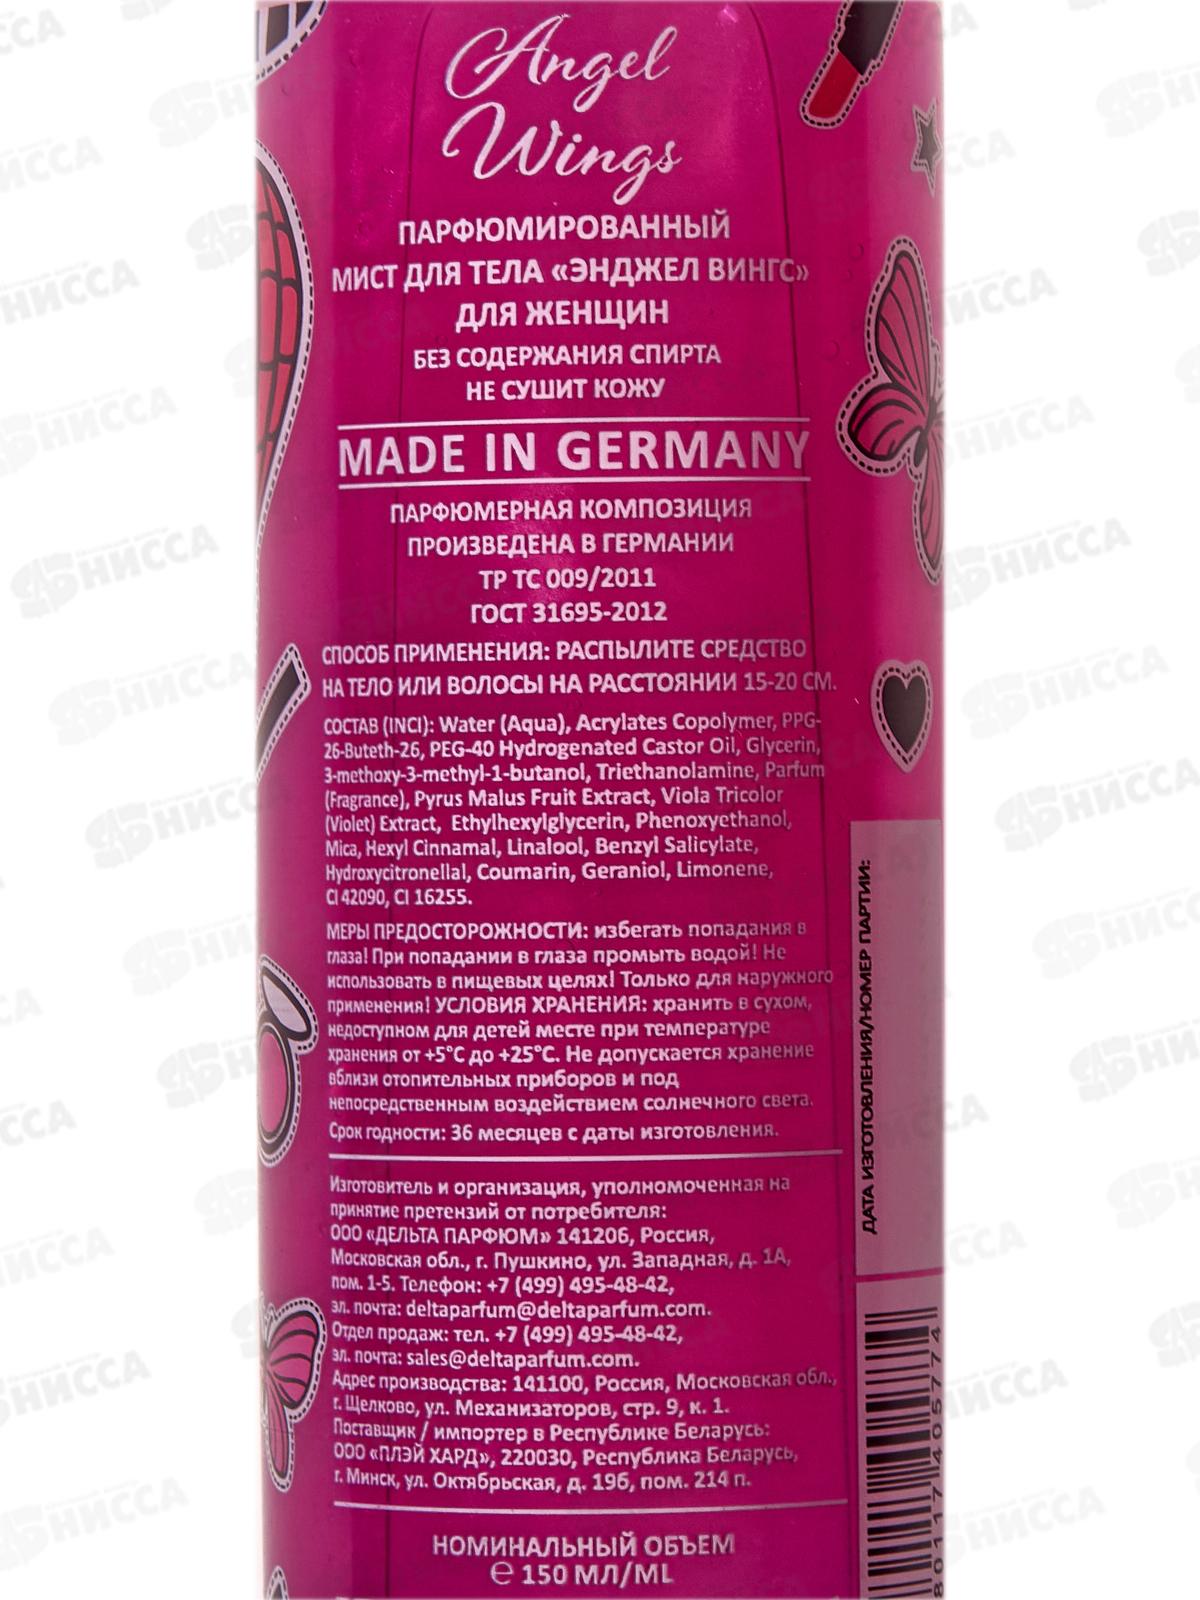 Angel
Wings
ПАРФЮМИРОВАННЫЙ
МИСТ ДЛЯ ТЕЛА «ЭНДЖЕЛ ВИНГС»
ДЛЯ ЖЕНЩИН
БЕЗ СОДЕРЖАНИЯ СПИРТА
НЕ СУШИТ КОЖУ
MADE IN GERMANY
ПАРФЮМЕРНАЯ КОМПОЗИЦИЯ
ПРОИЗВЕДЕНА В ГЕРМАНИИ
ТР ТС 009/2011
ГОСТ 31695-2012
СПОСОБ ПРИМЕНЕНИЯ: РАСПЫЛИТЕ СРЕДСТВО
НА ТЕЛО ИЛИ ВОЛОСЫ НА РАССТОЯНИИ 15-20 СМ.
СОСТАВ (INCI): Water (Aqua), Acrylates Copolymer, PPG-
26-Buteth-26, PEG-40 Hydrogenated Castor Oil, Glycerin,
3-methoxy-3-methyl-1-butanol, Triethanolamine, Parfum
(Fragrance), Pyrus Malus Fruit Extract, Viola Tricolor
(Violet) Extract, Ethylhexylglycerin, Phenoxyethanol,
Mica, Hexyl Cinnamal, Linalool, Benzyl Salicylate,
Hydroxycitronellal, Coumarin, Geraniol, Limonene,
CI 42090, CI 16255.
МЕРЫ ПРЕДОСТОРОЖНОСТИ: избегать попадания в
глаза! При попадании в глаза промыть водой! Не
использовать в пищевых целях! Только для наружного
применения! УСЛОВИЯ ХРАНЕНИЯ: хранить в сухом,
недоступном для детей месте при температуре
хранения от +5°С до +25°С. Не допускается хранение
вблизи отопительных приборов и под
непосредственным воздействием солнечного света.
Срок годности: 36 месяцев с даты изготовления.
Изготовитель и организация, уполномоченная на
принятие претензий от потребителя:
ООО «ДЕЛЬТА ПАРФЮМ» 141206, Россия,
Московская обл., г. Пушкино, ул. Западная, д. 1А,
пом. 1-5. Телефон: +7 (499) 495-48-42,
эл. почта: deltaparfum@deltaparfum.com.
Отдел продаж: тел. +7 (499) 495-48-42,
эл. почта: sales@deltaparfum.com.
Адрес производства: 141100, Россия, Московская обл.,
г. Щелково, ул. Механизаторов, стр. 9, к. 1.
Поставщик / импортер в Республике Беларусь:
ООО «ПЛЭЙ ХАРД», 220030, Республика Беларусь,
г. Минск, ул. Октябрьская, д. 19б, пом. 214 п.
НОМИНАЛЬНЫЙ ОБЪЕМ
℮ 150 МЛ/ML
ДАТА ИЗГОТОВЛЕНИЯ/НОМЕР ПАРТИИ:
80117 405774
НИССА